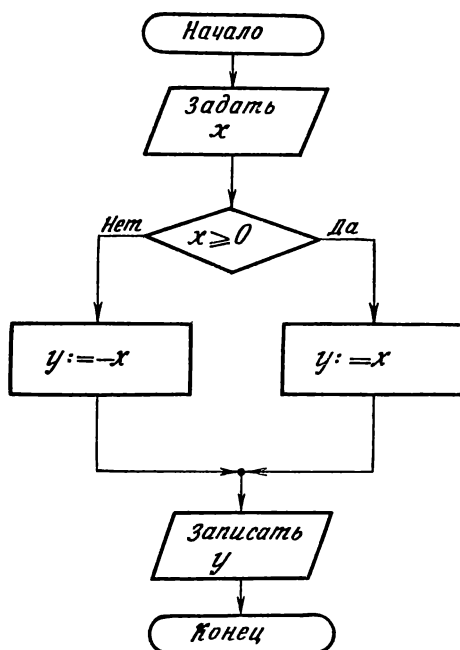 Начало
Задать
x
x ⩾ 0
Нет
Да
y:=-x
y:=x
Записать
y
Конец